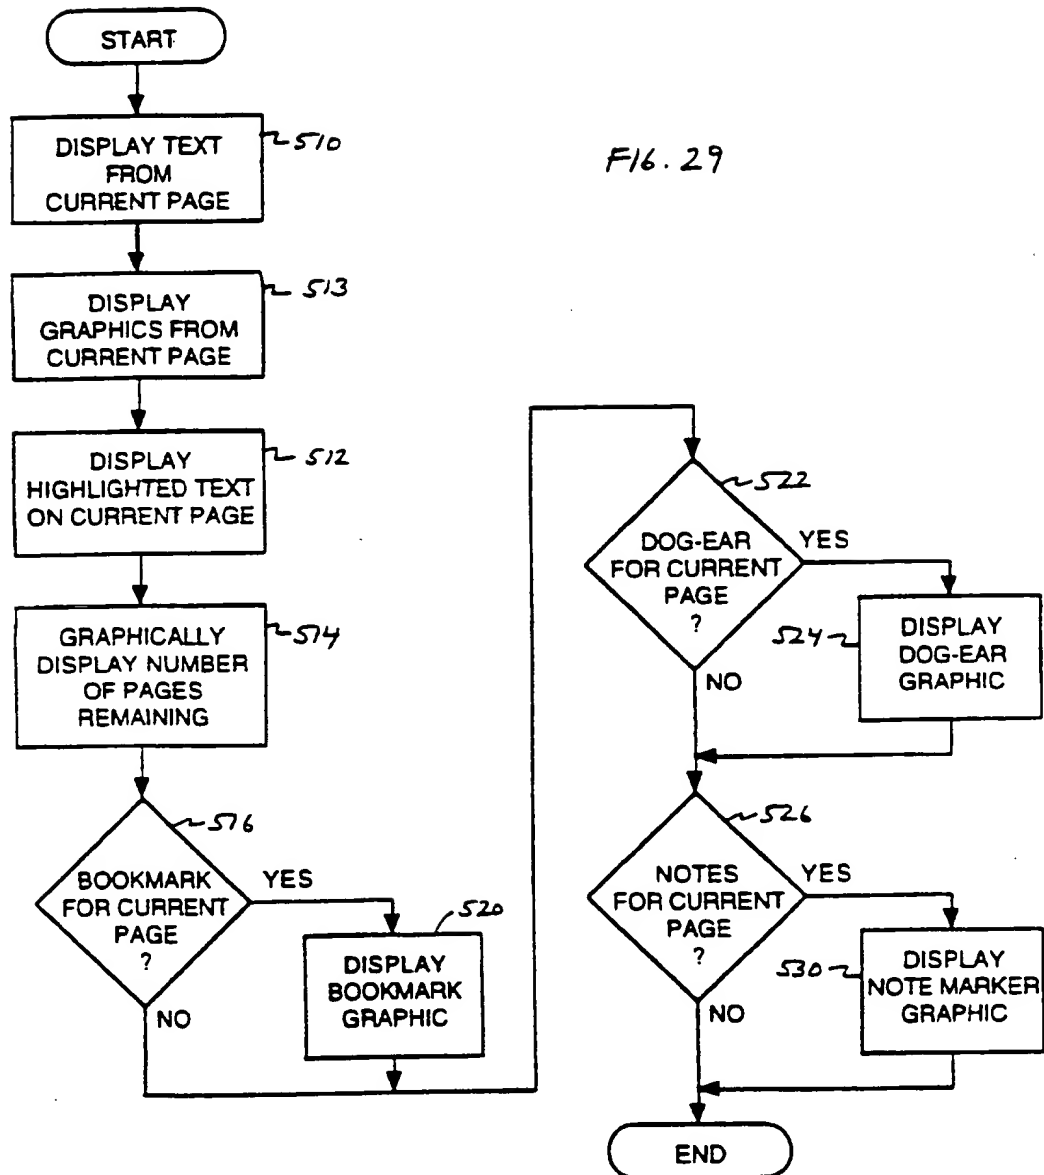 START
DISPLAY TEXT
FROM
CURRENT PAGE
510
FIG. 29
DISPLAY
GRAPHICS FROM
CURRENT PAGE
513
DISPLAY
HIGHLIGHTED TEXT
ON CURRENT PAGE
512
GRAPHICALLY
DISPLAY NUMBER
OF PAGES
REMAINING
514
BOOKMARK
FOR CURRENT
PAGE
?
516
YES
NO
DISPLAY
BOOKMARK
GRAPHIC
520
DOG-EAR
FOR CURRENT
PAGE
?
522
YES
NO
524
DISPLAY
DOG-EAR
GRAPHIC
NOTES
FOR CURRENT
PAGE
?
526
YES
NO
530
DISPLAY
NOTE MARKER
GRAPHIC
END